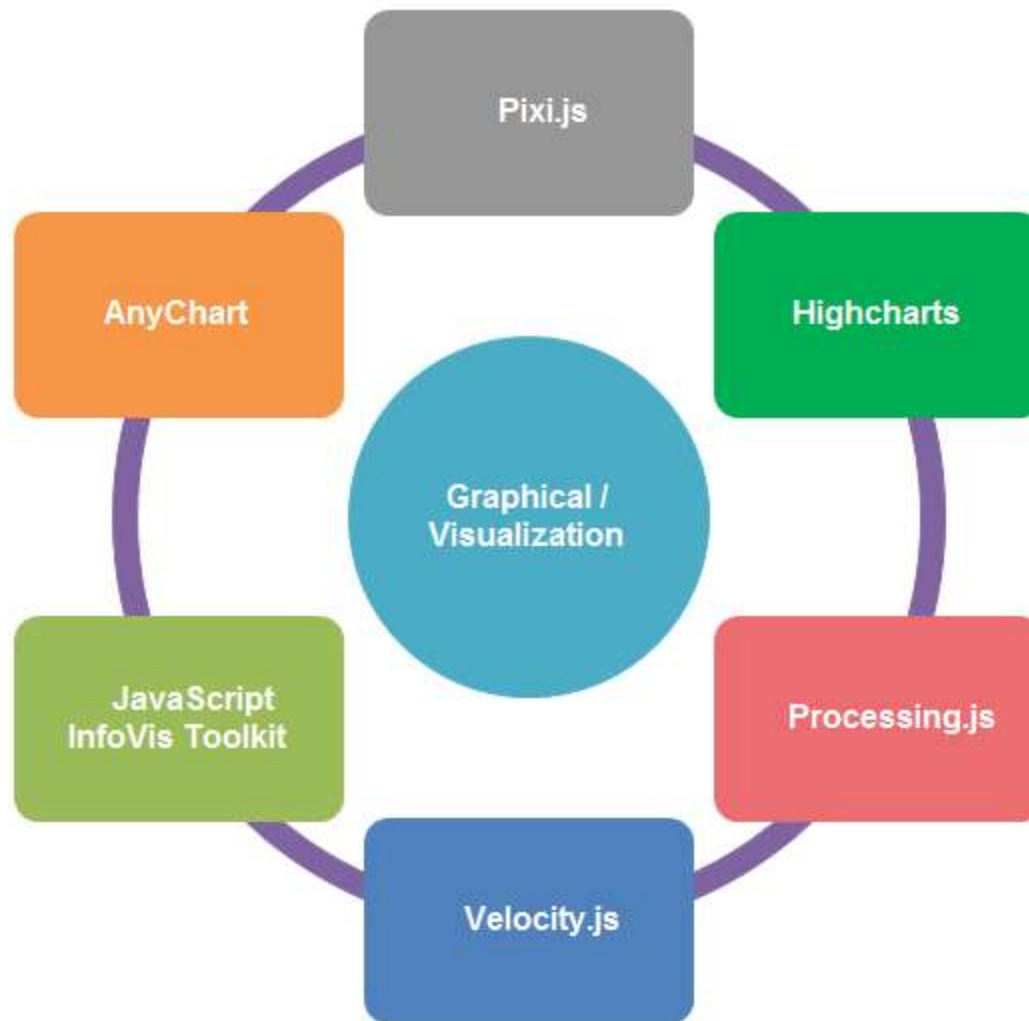 Pixi.js
AnyChart
Highcharts
Graphical /
Visualization
JavaScript
InfoVis Toolkit
Processing.js
Velocity.js